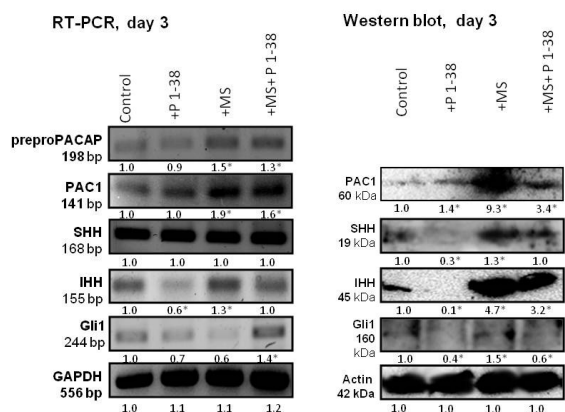 RT-PCR, day 3
Control
+P 1-38
+MS
+MS+P 1-38
preproPACAP
198 bp
1.0 0.9 1.5* 1.3*
PAC1
141 bp
1.0 1.0 1.9* 1.6*
SHH
168 bp
1.0 1.0 1.0 1.0
IHH
155 bp
1.0 0.6* 1.3* 1.0
Gli1
244 bp
1.0 0.7 0.6 1.4*
GAPDH
556 bp
1.0 1.1 1.1 1.2
Western blot, day 3
Control
+P 1-38
+MS
+MS+P 1-38
PAC1
60 kDa
1.0 1.4* 9.3* 3.4*
SHH
19 kDa
1.0 0.3* 1.3* 1.0
IHH
45 kDa
1.0 0.1* 4.7* 3.2*
Gli1
160
kDa
1.0 0.4* 1.5* 0.6*
Actin
42 kDa
1.0 1.0 1.0 1.0